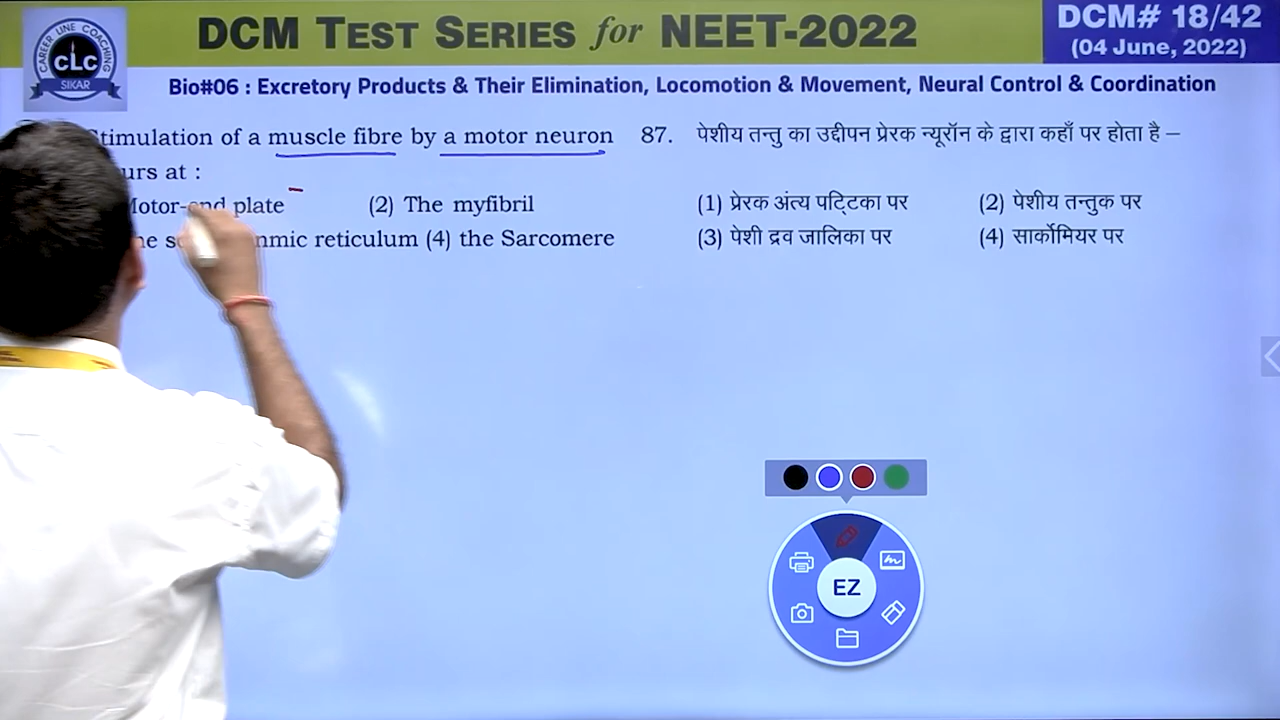 DCM TEST SERIES for NEET-2022
DCM# 18/42
(04 June, 2022)
CAREER LINE COACHING
CLC
SIKAR
Bio#06 : Excretory Products & Their Elimination, Locomotion & Movement, Neural Control & Coordination
Stimulation of a muscle fibre by a motor neuron
at :
Motor-end plate (2) The myfibril
reticulum (4) the Sarcomere
87. पेशीय तन्तु का उद्दीपन प्रेरक न्यूरॉन के द्वारा कहाँ पर होता है –
(1) प्रेरक अंत्य पट्टिका पर (2) पेशीय तन्तुक पर
(3) पेशी द्रव जालिका पर (4) सार्कोमियर पर
EZ